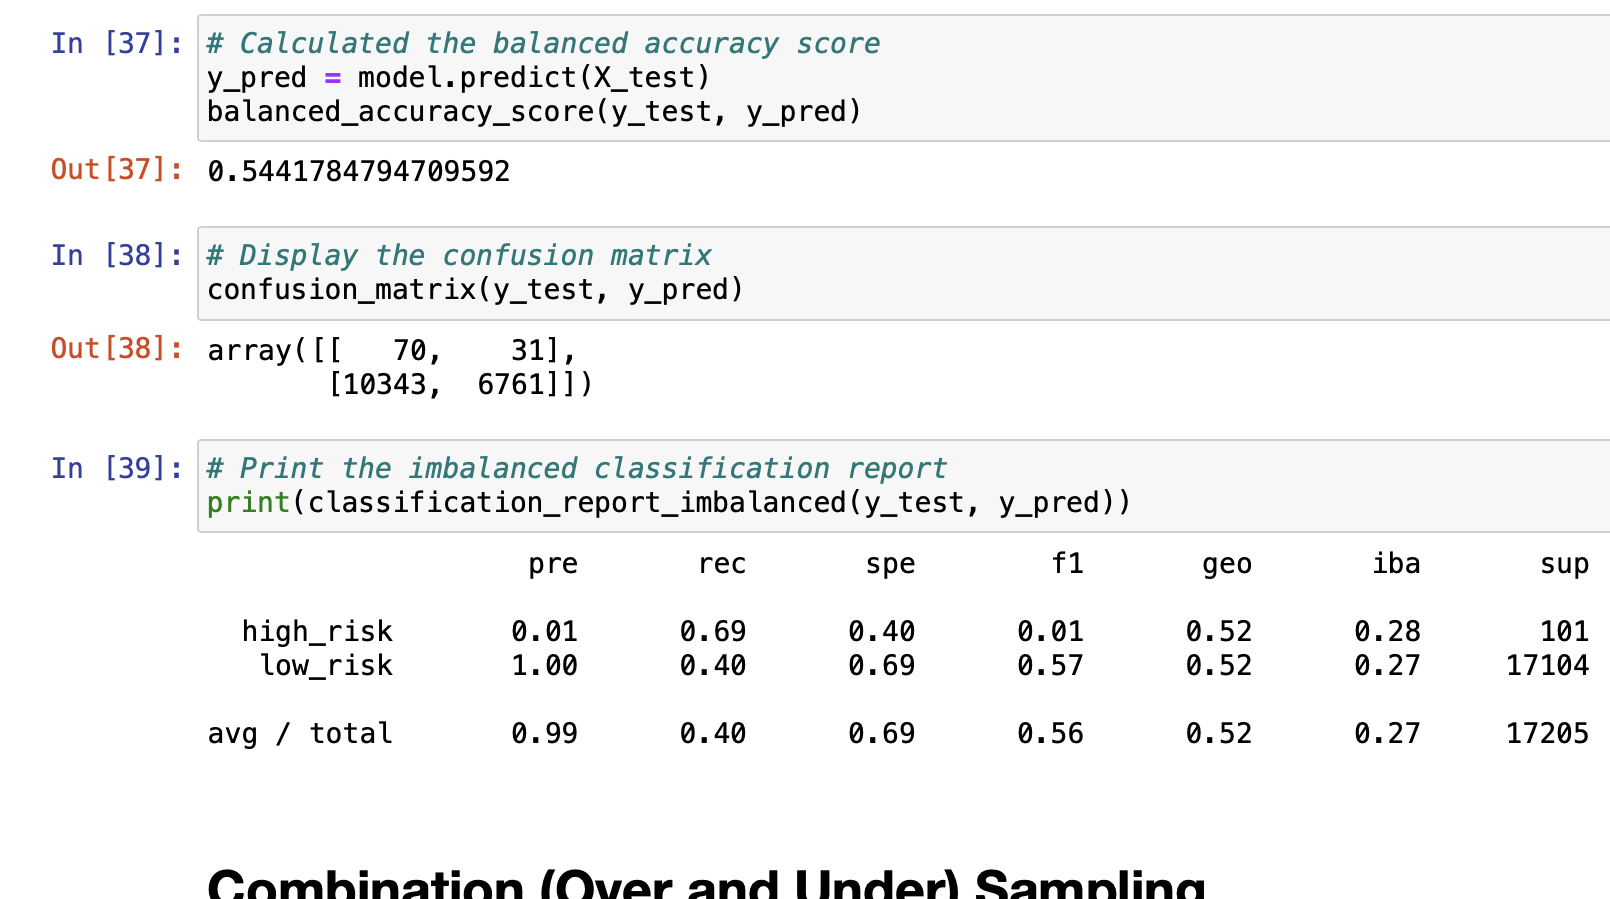 In [37]: # Calculated the balanced accuracy score
y_pred = model.predict(X_test)
balanced_accuracy_score(y_test, y_pred)
Out[37]: 0.5441784794709592
In [38]: # Display the confusion matrix
confusion_matrix(y_test, y_pred)
Out[38]: array([[   70,    31],
       [10343,  6761]])
In [39]: # Print the imbalanced classification report
print(classification_report_imbalanced(y_test, y_pred))
pre rec spe f1 geo iba sup
high_risk 0.01 0.69 0.40 0.01 0.52 0.28 101
low_risk 1.00 0.40 0.69 0.57 0.52 0.27 17104
avg / total 0.99 0.40 0.69 0.56 0.52 0.27 17205
Combination (Over and Under) Sampling